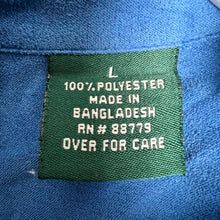 L
100% POLYESTER
MADE IN
BANGLADESH
RN# 88779
OVER FOR CARE